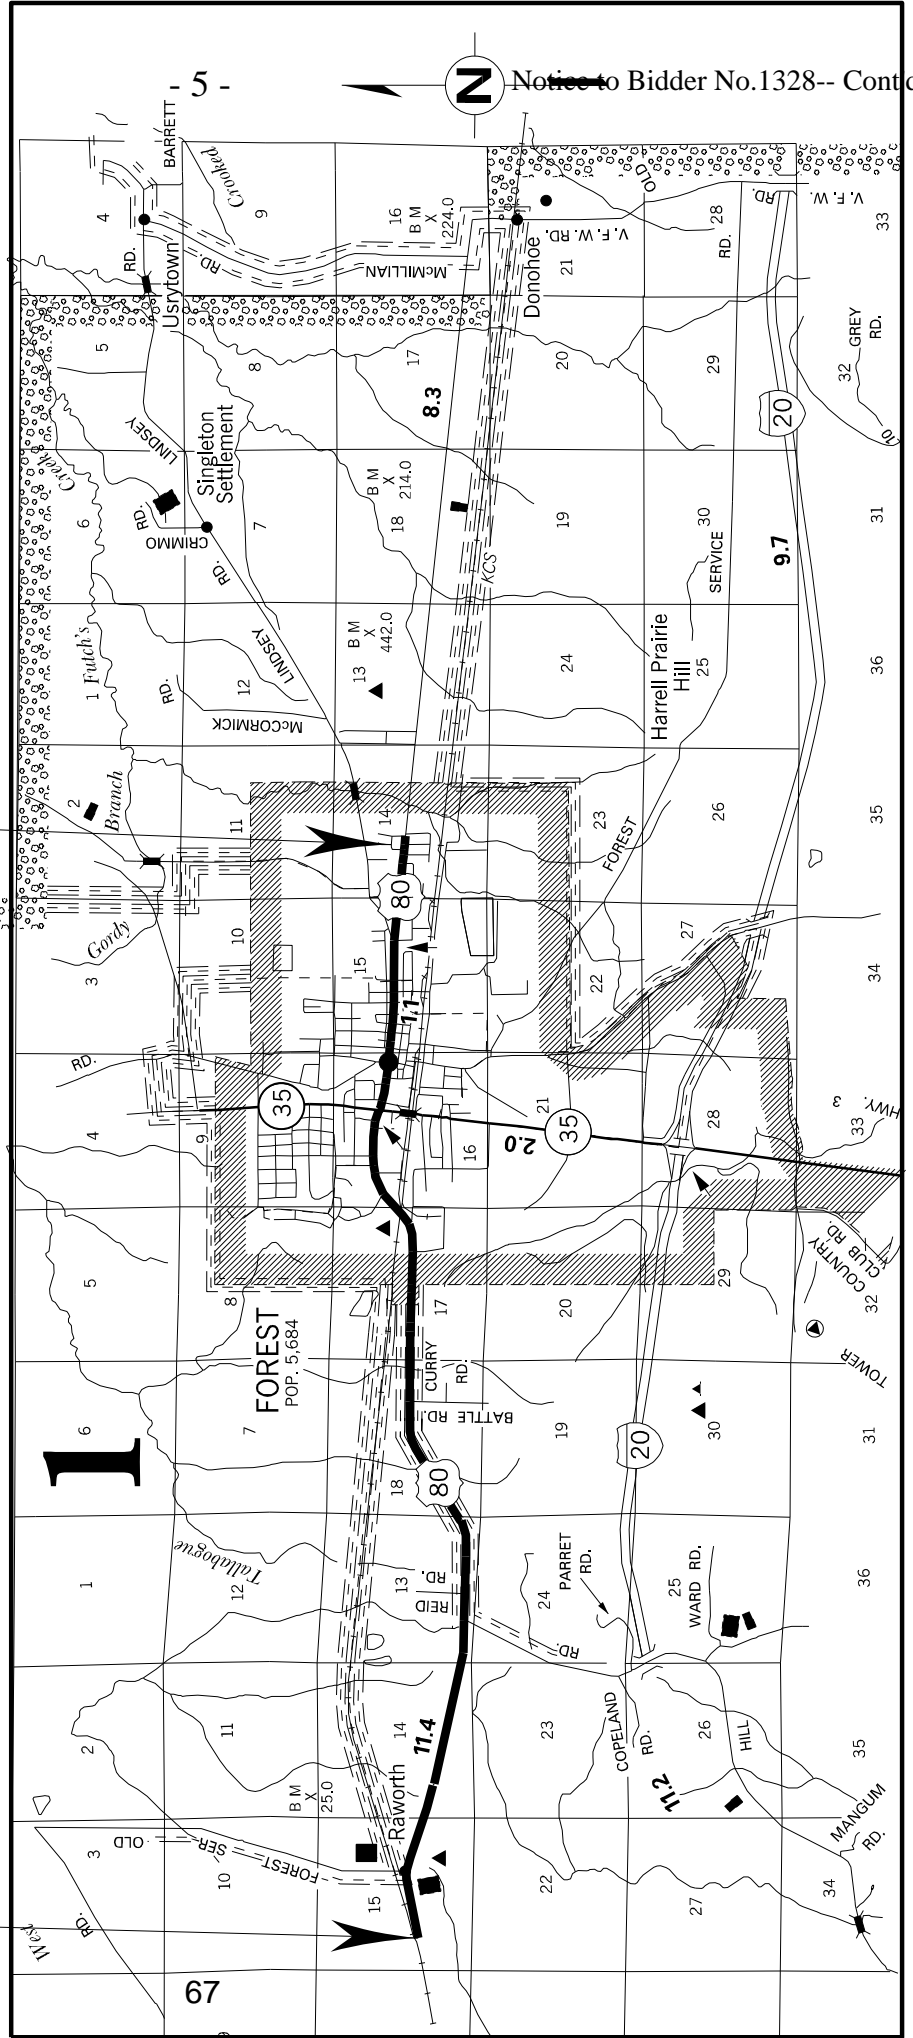 - 5 -
N
Notice to Bidder No.1328-- Cont'd
BARRETT
Crooked
4
9
16
B M
X
224.0
RD.
RD.
McMILLIAN
Usrytown
Donohoe
V. F. W. RD.
OLD
21
28
RD.
RD.
V. F. W.
33
5
8
17
8.3
20
29
20
32
GREY
RD.
10
LINDSEY
Creek
6
Singleton
Settlement
RD.
CRIMMO
7
B M
X
214.0
18
KCS
19
30
SERVICE
9.7
31
RD.
LINDSEY
1
Futch's
RD.
12
McCORMICK
B M
X
442.0
13
24
Harrell Prairie
Hill
25
36
2
Branch
11
14
23
FOREST
26
35
80
Gordy
3
10
15
1.1
22
27
34
RD.
4
9
35
16
2.0
21
35
28
33
HWY.
3
5
8
FOREST
POP. 5,684
17
20
29
COUNTRY
CLUB RD.
32
TOWER
CURRY
RD.
BATTLE RD.
6
7
1
18
80
19
20
30
31
1
Tallabogue
12
13
RD.
REID
24
PARRET
RD.
25
WARD RD.
36
RD.
2
11
14
11.4
23
COPELAND
RD.
26
HILL
35
11.2
MANGUM
RD.
B M
X
25.0
Raworth
3
OLD
10
FOREST
SER
15
22
27
34
West
RD.
67